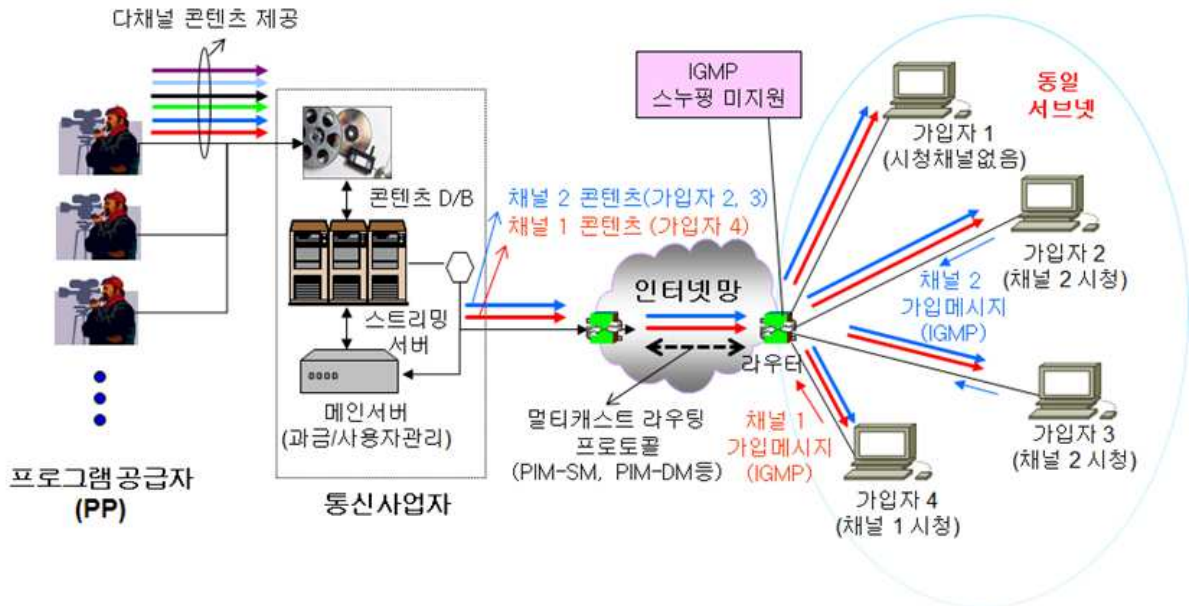 다채널 콘텐츠 제공
IGMP
스누핑 미지원
동일
서브넷
가입자 1
(시청채널없음)
콘텐츠 D/B
채널 2 콘텐츠(가입자 2, 3)
채널 1 콘텐츠 (가입자 4)
가입자 2
(채널 2 시청)
채널 2
가입메시지
(IGMP)
인터넷망
스트리밍
서버
라우터
메인서버
(과금/사용자관리)
멀티캐스트 라우팅
프로토콜
(PIM-SM, PIM-DM등)
채널 1
가입메시지
(IGMP)
가입자 3
(채널 2 시청)
가입자 4
(채널 1 시청)
프로그램공급자
(PP)
통신사업자